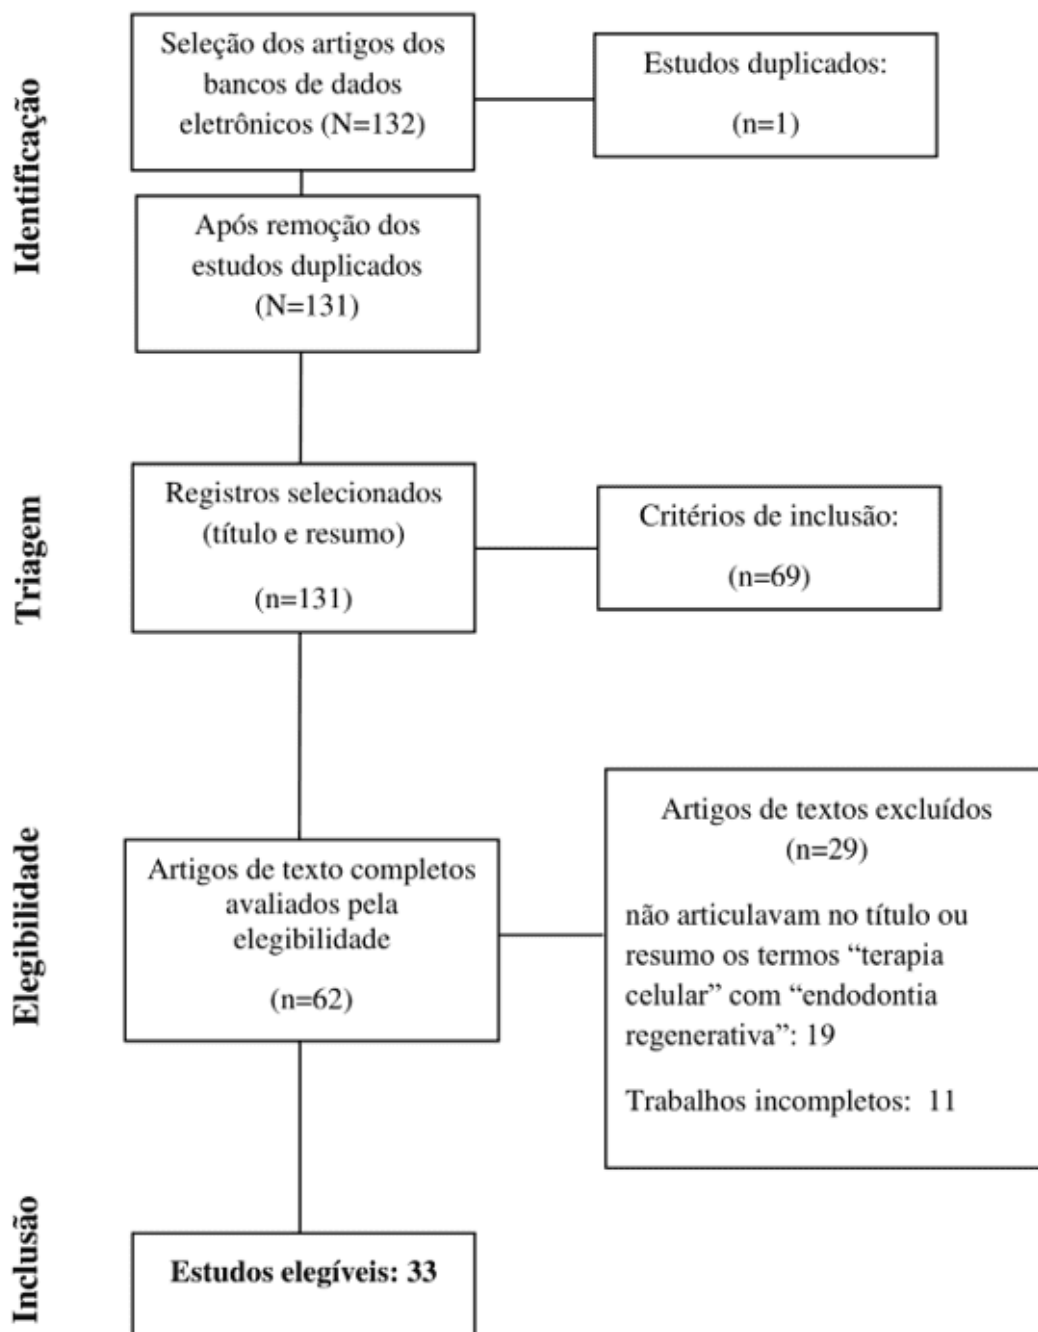 Identificação
Seleção dos artigos dos
bancos de dados
eletrônicos (N=132)
Estudos duplicados:
(n=1)
Após remoção dos
estudos duplicados
(N=131)
Triagem
Registros selecionados
(título e resumo)
(n=131)
Critérios de inclusão:
(n=69)
Elegibilidade
Artigos de texto completos
avaliados pela
elegibilidade
(n=62)
Artigos de textos excluídos
(n=29)
não articulavam no título ou
resumo os termos “terapia
celular” com “endodontia
regenerativa”: 19
Trabalhos incompletos: 11
Inclusão
Estudos elegíveis: 33